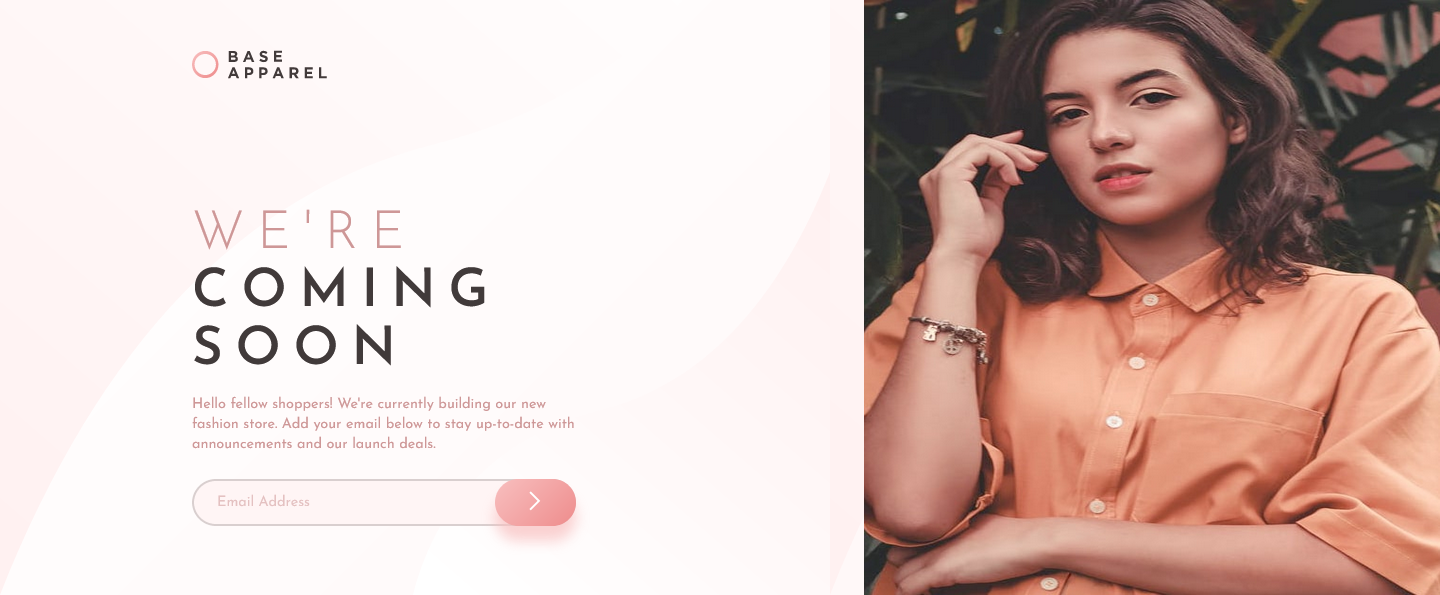 BASE
APPAREL
WE'RE
COMING
SOON
Hello fellow shoppers! We're currently building our new
fashion store. Add your email below to stay up-to-date with
announcements and our launch deals.
Email Address